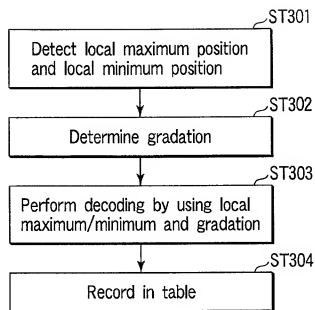 ST301
Detect local maximum position
and local minimum position
ST302
Determine gradation
ST303
Perform decoding by using local
maximum/minimum and gradation
ST304
Record in table